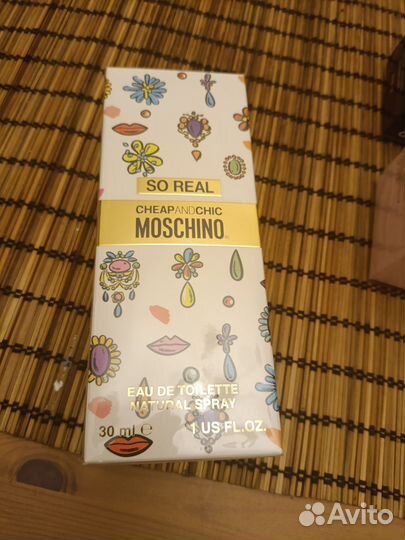 SO REAL
CHEAPANDCHIC
MOSCHINO®
EAU DE TOILETTE
NATURAL SPRAY
30 ml ℮ 1 US FL.OZ.
Avito